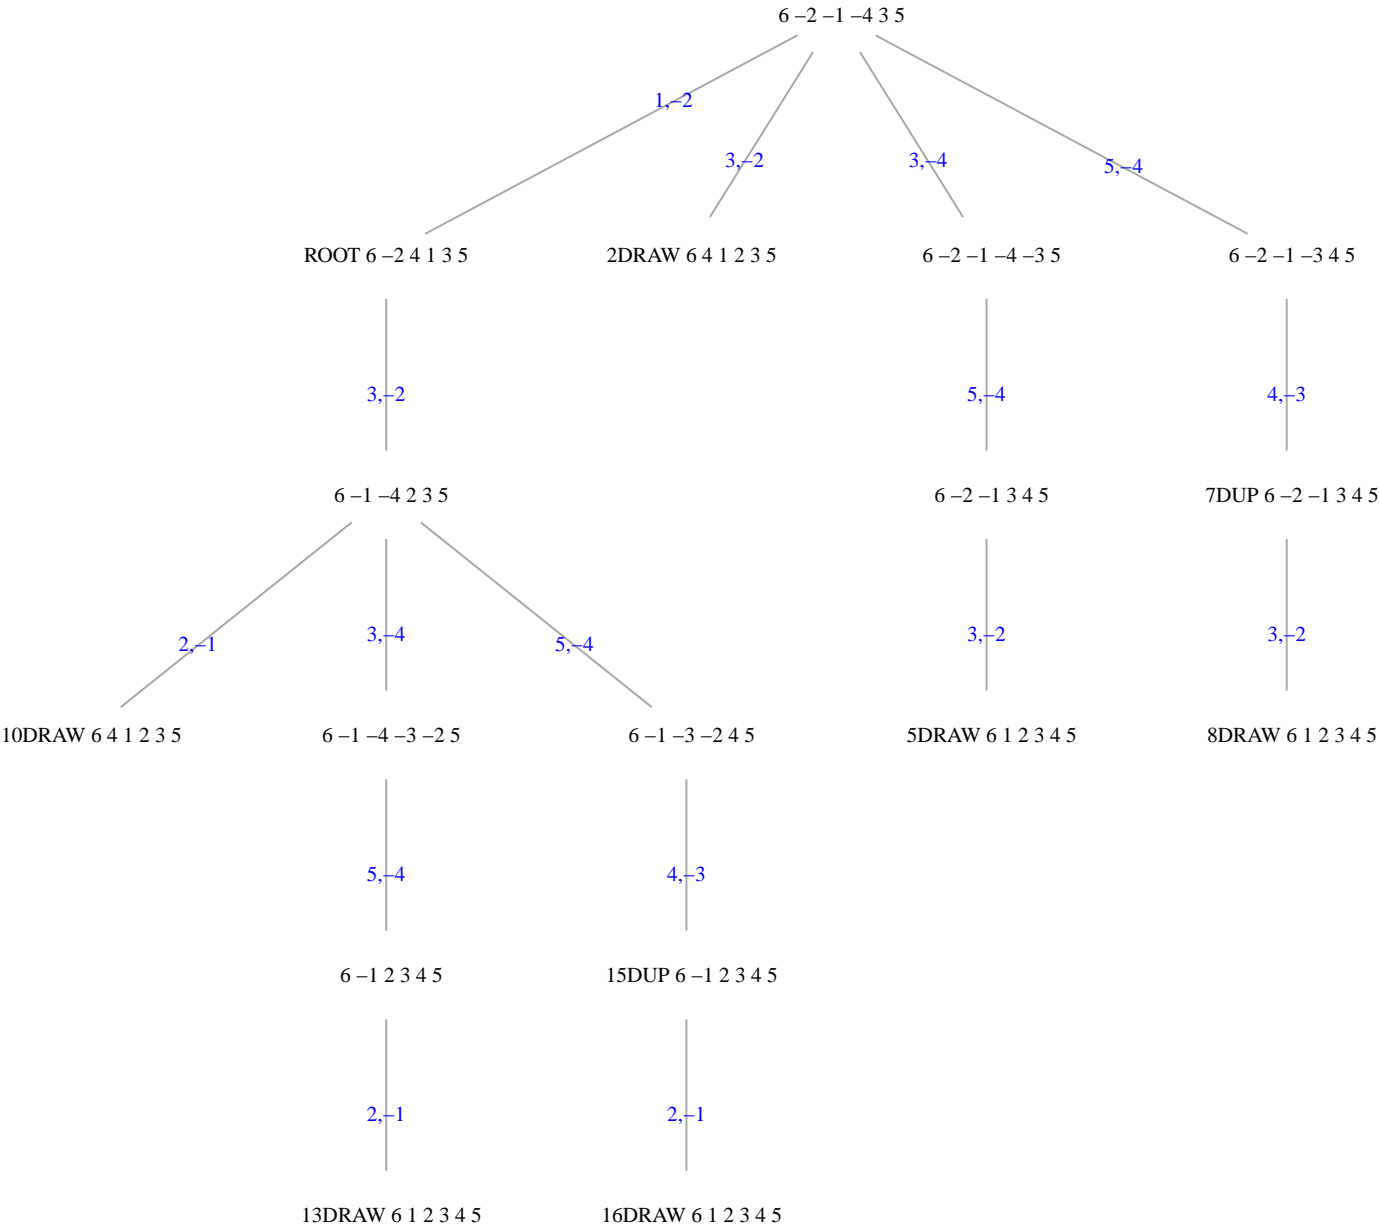 6 –2 –1 –4 3 5
1,–2
3,–2
3,–4
5,–4
ROOT 6 –2 4 1 3 5
2DRAW 6 4 1 2 3 5
6 –2 –1 –4 –3 5
6 –2 –1 –3 4 5
3,–2
5,–4
4,–3
6 –1 –4 2 3 5
6 –2 –1 3 4 5
7DUP 6 –2 –1 3 4 5
2,–1
3,–4
5,–4
3,–2
3,–2
10DRAW 6 4 1 2 3 5
6 –1 –4 –3 –2 5
6 –1 –3 –2 4 5
5DRAW 6 1 2 3 4 5
8DRAW 6 1 2 3 4 5
5,–4
4,–3
6 –1 2 3 4 5
15DUP 6 –1 2 3 4 5
2,–1
2,–1
13DRAW 6 1 2 3 4 5
16DRAW 6 1 2 3 4 5